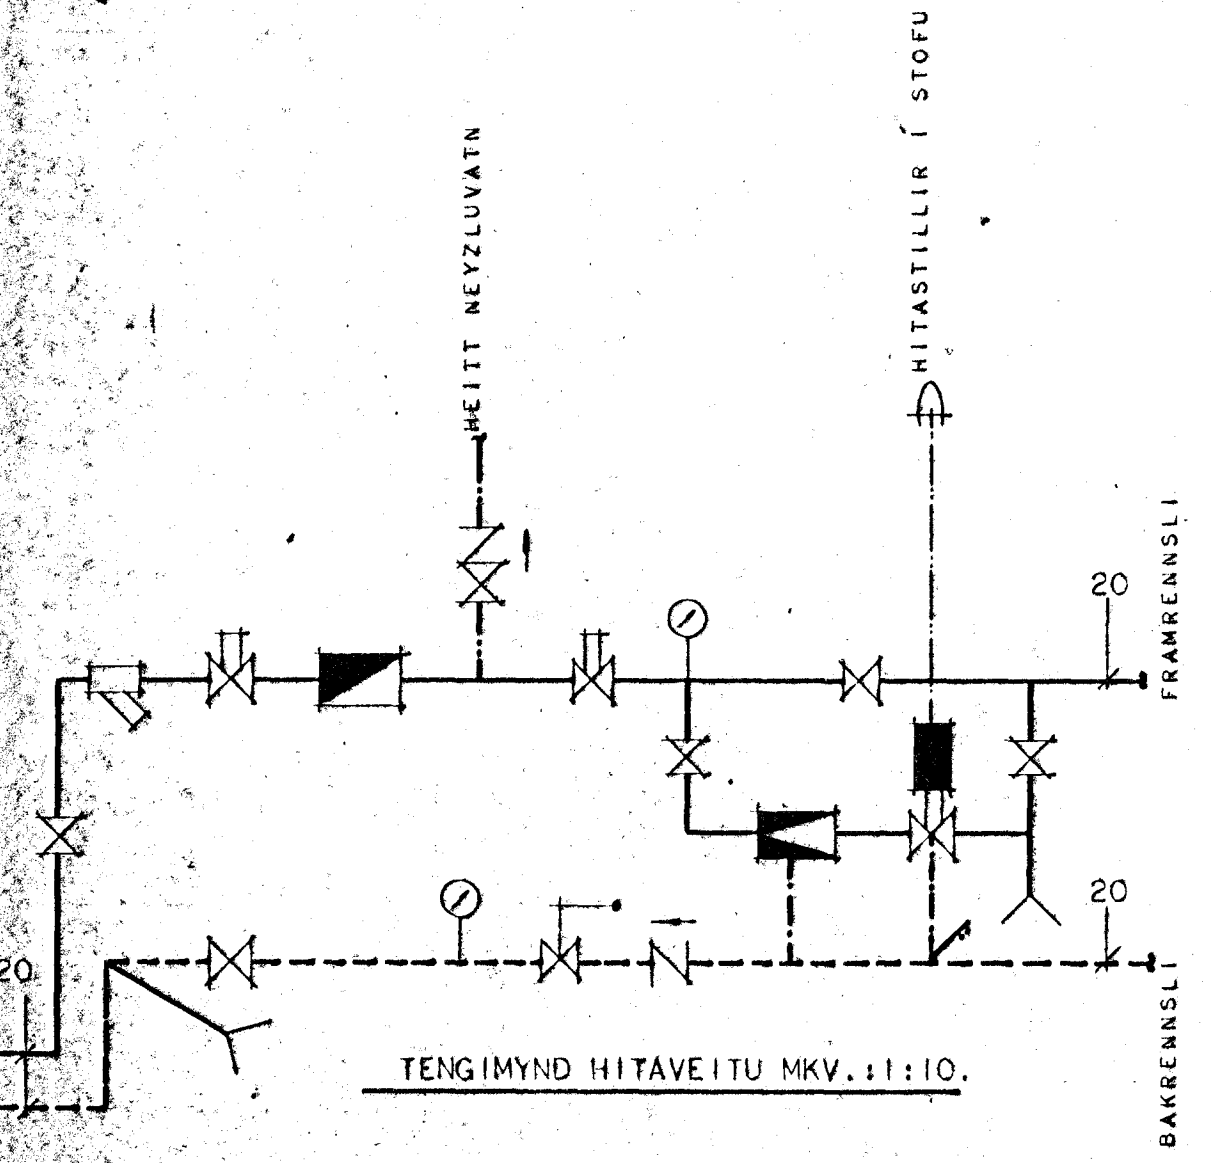 HITASTILLIR Í STOFU
HEITT NEYZLUVATN
20
FRAMRENNSLI
20
20
BAKRENNSLI
TENGIMYND HITAVEITU MKV.:1:10.